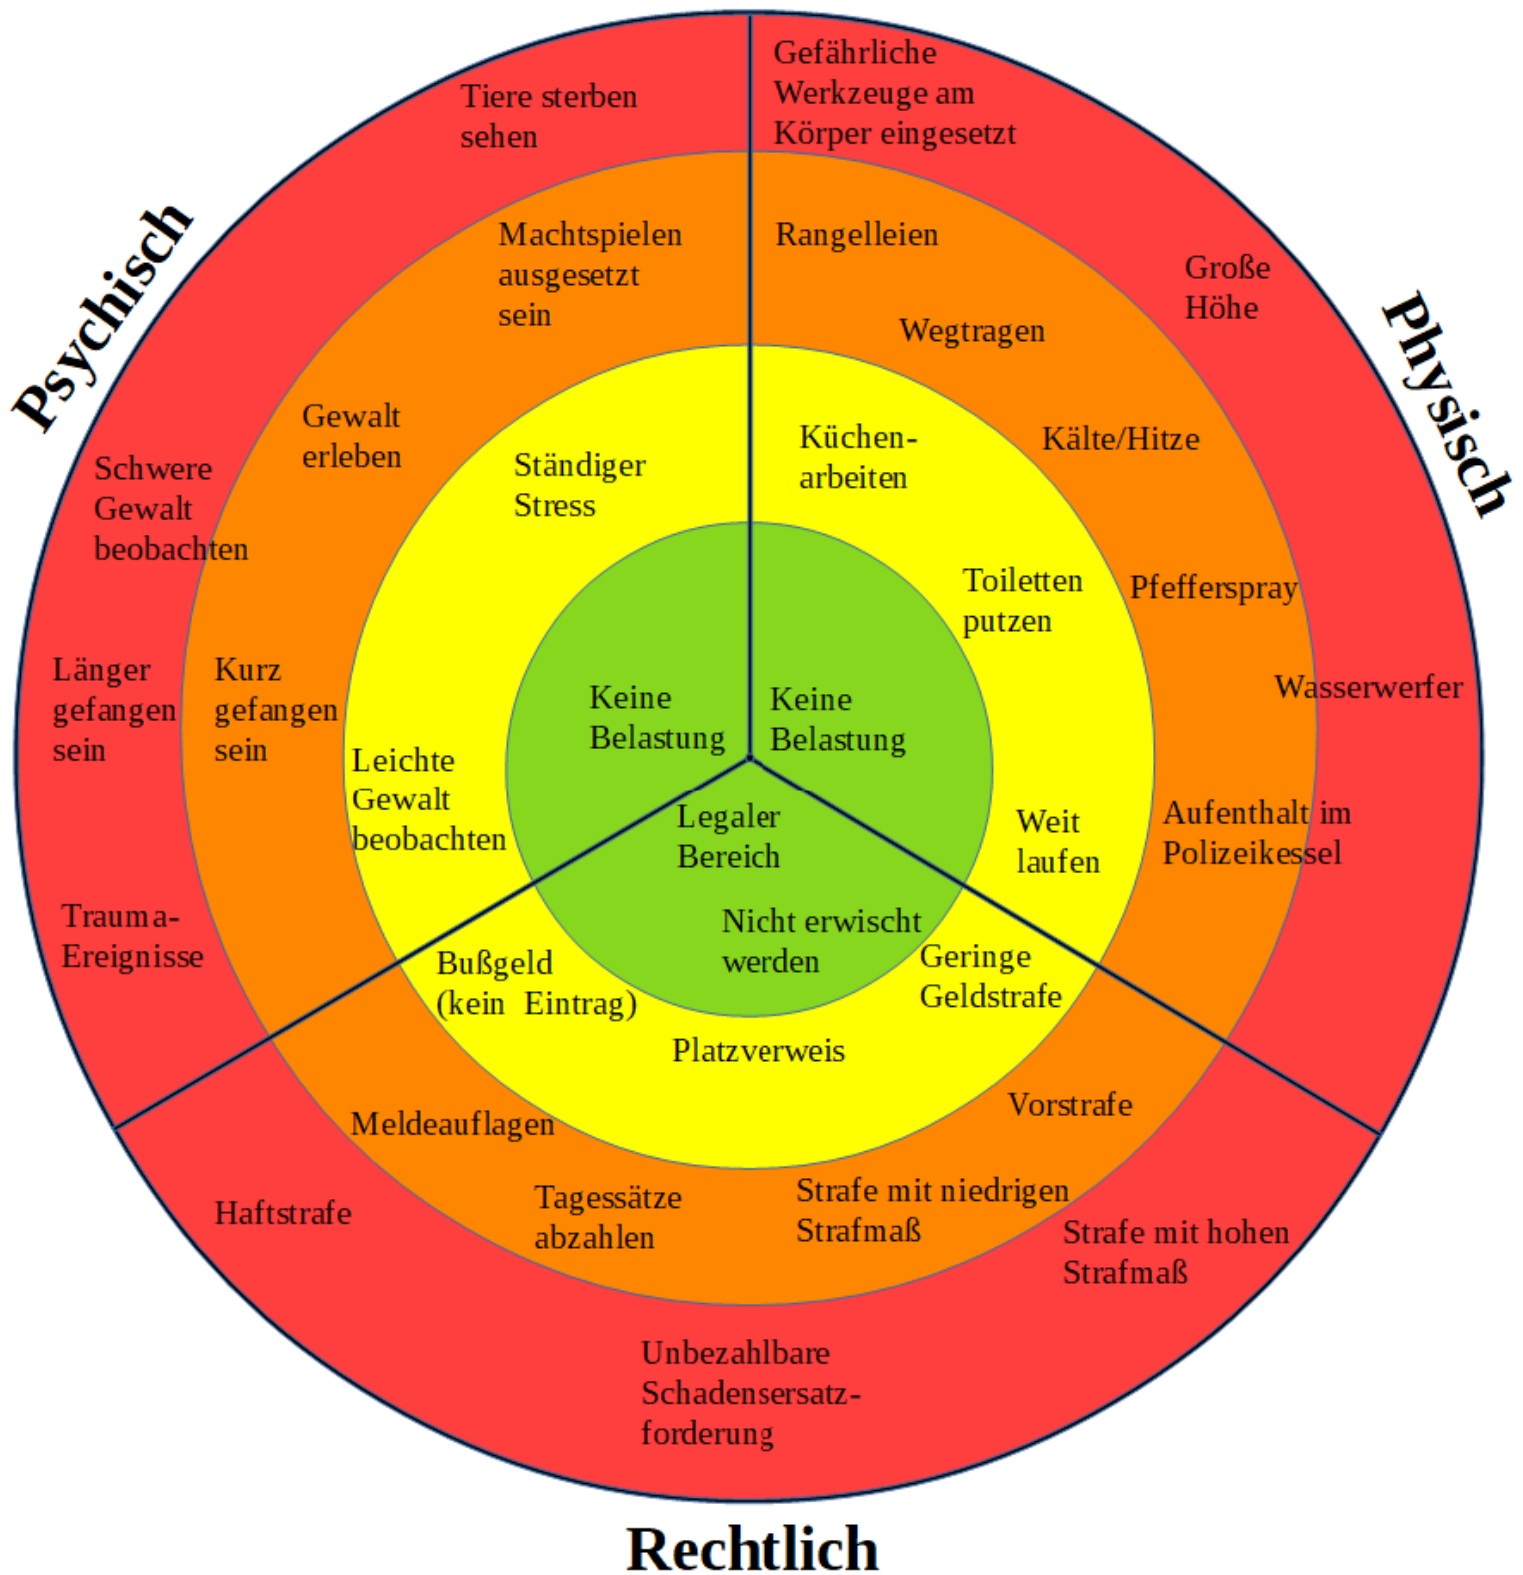 Psychisch
Tiere sterben
sehen
Machtspielen
ausgesetzt
sein
Gewalt
erleben
Schwere
Gewalt
beobachten
Ständiger
Stress
Länger
gefangen
sein
Kurz
gefangen
sein
Leichte
Gewalt
beobachten
Keine
Belastung
Trauma-
Ereignisse
Physisch
Gefährliche
Werkzeuge am
Körper eingesetzt
Rangelleien
Große
Höhe
Wegtragen
Küchen-
arbeiten
Kälte/Hitze
Toiletten
putzen
Pfefferspray
Wasserwerfer
Keine
Belastung
Weit
laufen
Aufenthalt im
Polizeikessel
Legaler
Bereich
Nicht erwischt
werden
Bußgeld
(kein Eintrag)
Geringe
Geldstrafe
Platzverweis
Meldeauflagen
Vorstrafe
Tagessätze
abzahlen
Strafe mit niedrigen
Strafmaß
Haftstrafe
Strafe mit hohen
Strafmaß
Unbezahlbare
Schadensersatz-
forderung
Rechtlich